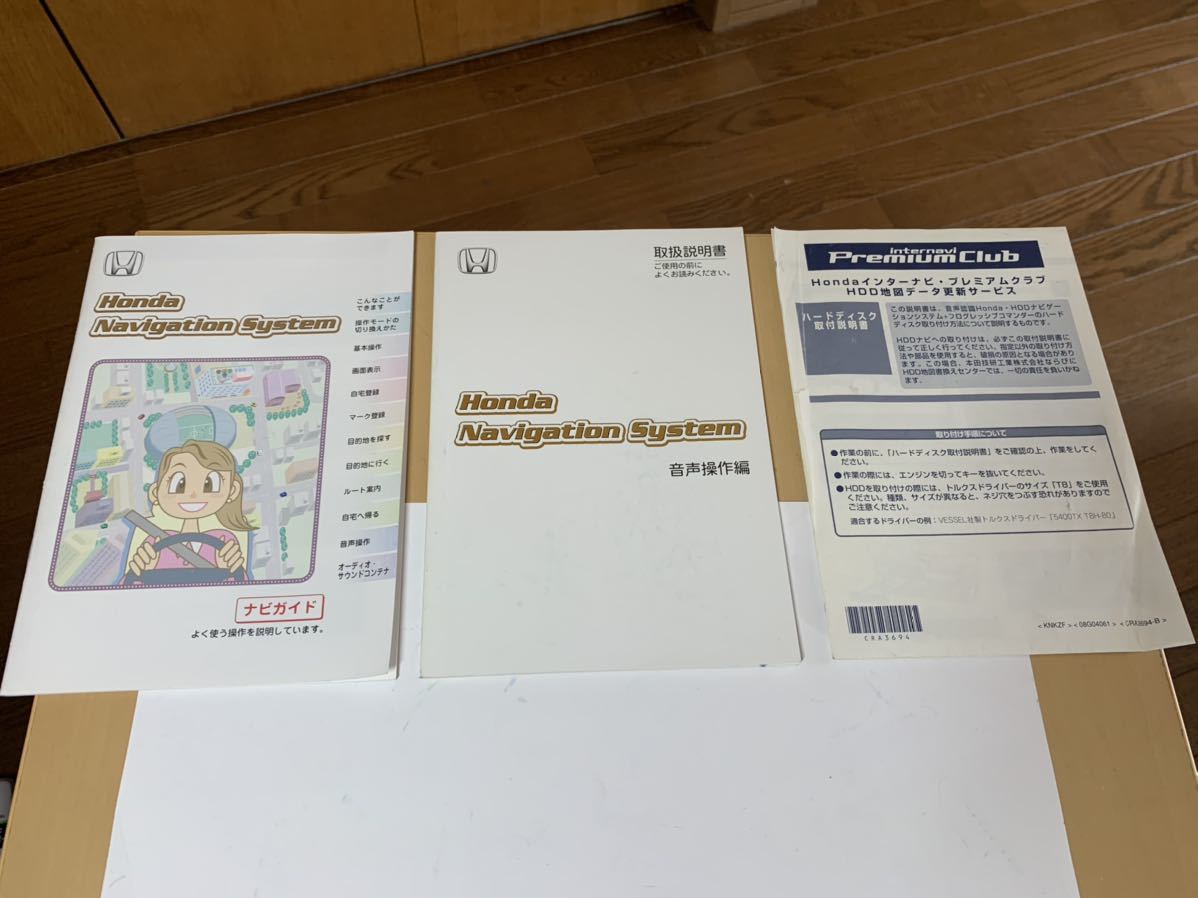 Honda
Navigation System
こんなことが
できます
操作モードの
切り換えかた
基本操作
画面表示
自宅登録
マーク登録
目的地を探す
目的地に行く
ルート案内
自宅へ帰る
音声操作
オーディオ・
サウンドコンテナ
ナビガイド
よく使う操作を説明しています。
取扱説明書
ご使用の前に
よくお読みください。
Honda
Navigation System
音声操作編
internavi
Premium Club
Hondaインターナビ・プレミアムクラブ
HDD地図データ更新サービス
ハードディスク
取付説明書
この説明書は、音声認識Honda・HDDナビゲー
ションシステム+プログレッシブコマンダーのハード
ディスク取り付け方法について説明するものです。
HDDナビへの取り付けは、必ずこの取付説明書に
従って正しく行ってください。指定以外の取り付け方
法や部品を使用すると、破損の原因となる場合があり
ます。この場合、本田技研工業株式会社ならびに
HDD地図書換えセンターでは、一切の責任を負いかね
ます。
取り付け手順について
●作業の前に、「ハードディスク取付説明書」をご確認の上、作業をしてく
ださい。
●作業の際には、エンジンを切ってキーを抜いてください。
●HDDを取り付けの際には、トルクスドライバーのサイズ「T8」をご使用
ください。種類、サイズが異なると、ネジ穴をつぶす恐れがありますので
ご注意ください。
適合するドライバーの例：VESSEL社製トルクスドライバー「5400TX T8H-80」
CRA3694
<KNKZF> <08G04061> <CRA3694-B>